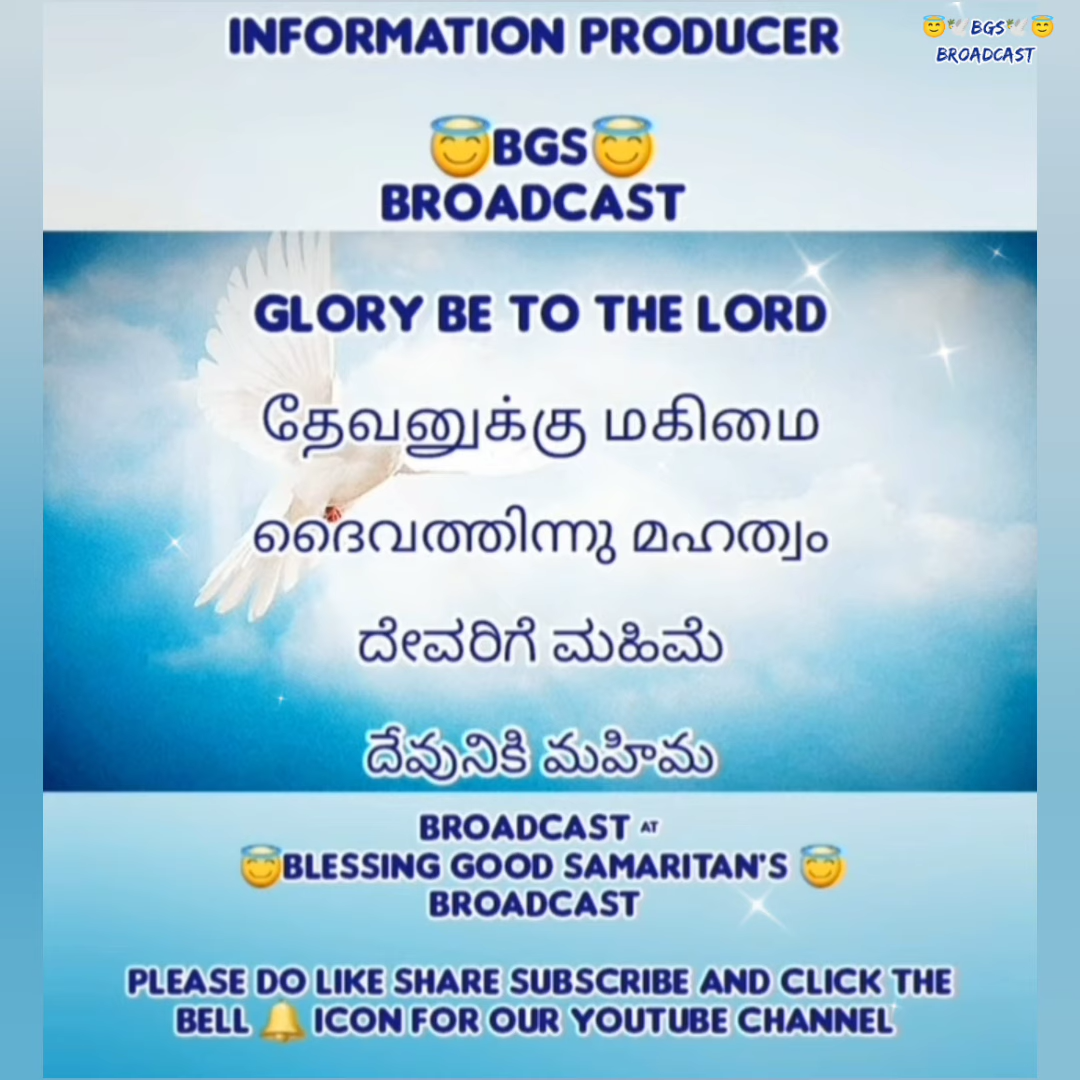 INFORMATION PRODUCER
😇🕊BGS🕊😇
BROADCAST
😇BGS😇
BROADCAST
GLORY BE TO THE LORD
தேவனுக்கு மகிமை
ദൈവത്തിന്നു മഹത്വം
ದೇವರಿಗೆ ಮಹಿಮೆ
దేవునికి మహిమ
BROADCAST AT
😇BLESSING GOOD SAMARITAN'S 😇
BROADCAST
PLEASE DO LIKE SHARE SUBSCRIBE AND CLICK THE
BELL 🔔 ICON FOR OUR YOUTUBE CHANNEL